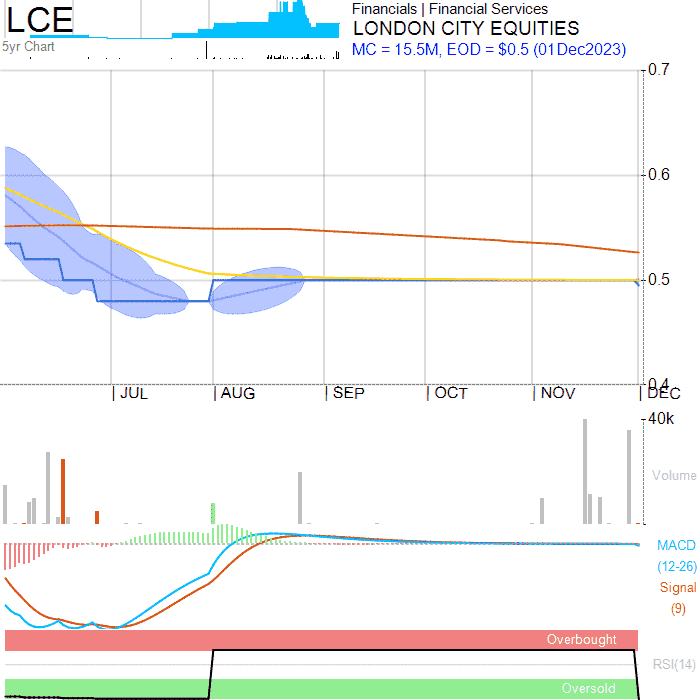 LCE
5yr Chart
Financials | Financial Services
LONDON CITY EQUITIES
MC = 15.5M, EOD = $0.5 (01Dec2023)
0.7
0.6
0.5
0.4
JUL AUG SEP OCT NOV DEC
40k
Volume
MACD
(12-26)
Signal
(9)
Overbought
RSI(14)
Oversold